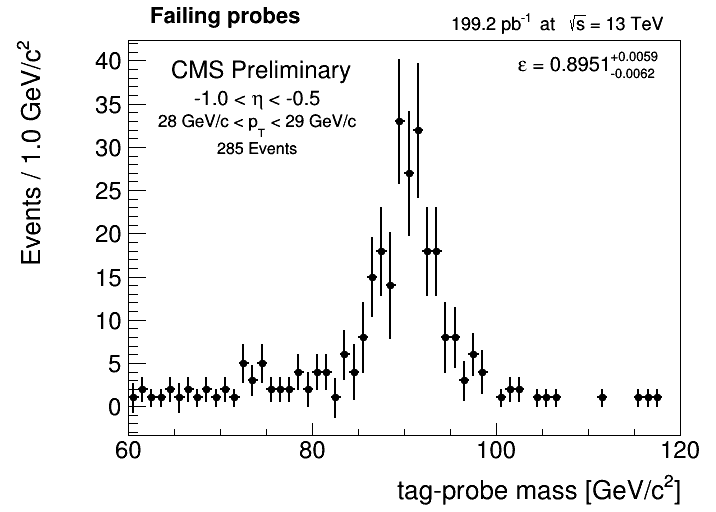 Failing probes
199.2 pb⁻¹ at √s = 13 TeV
CMS Preliminary
-1.0 < η < -0.5
28 GeV/c < p_T < 29 GeV/c
285 Events
ε = 0.8951 +0.0059 -0.0062
Events / 1.0 GeV/c²
40
35
30
25
20
15
10
5
0
60 80 100 120
tag-probe mass [GeV/c²]